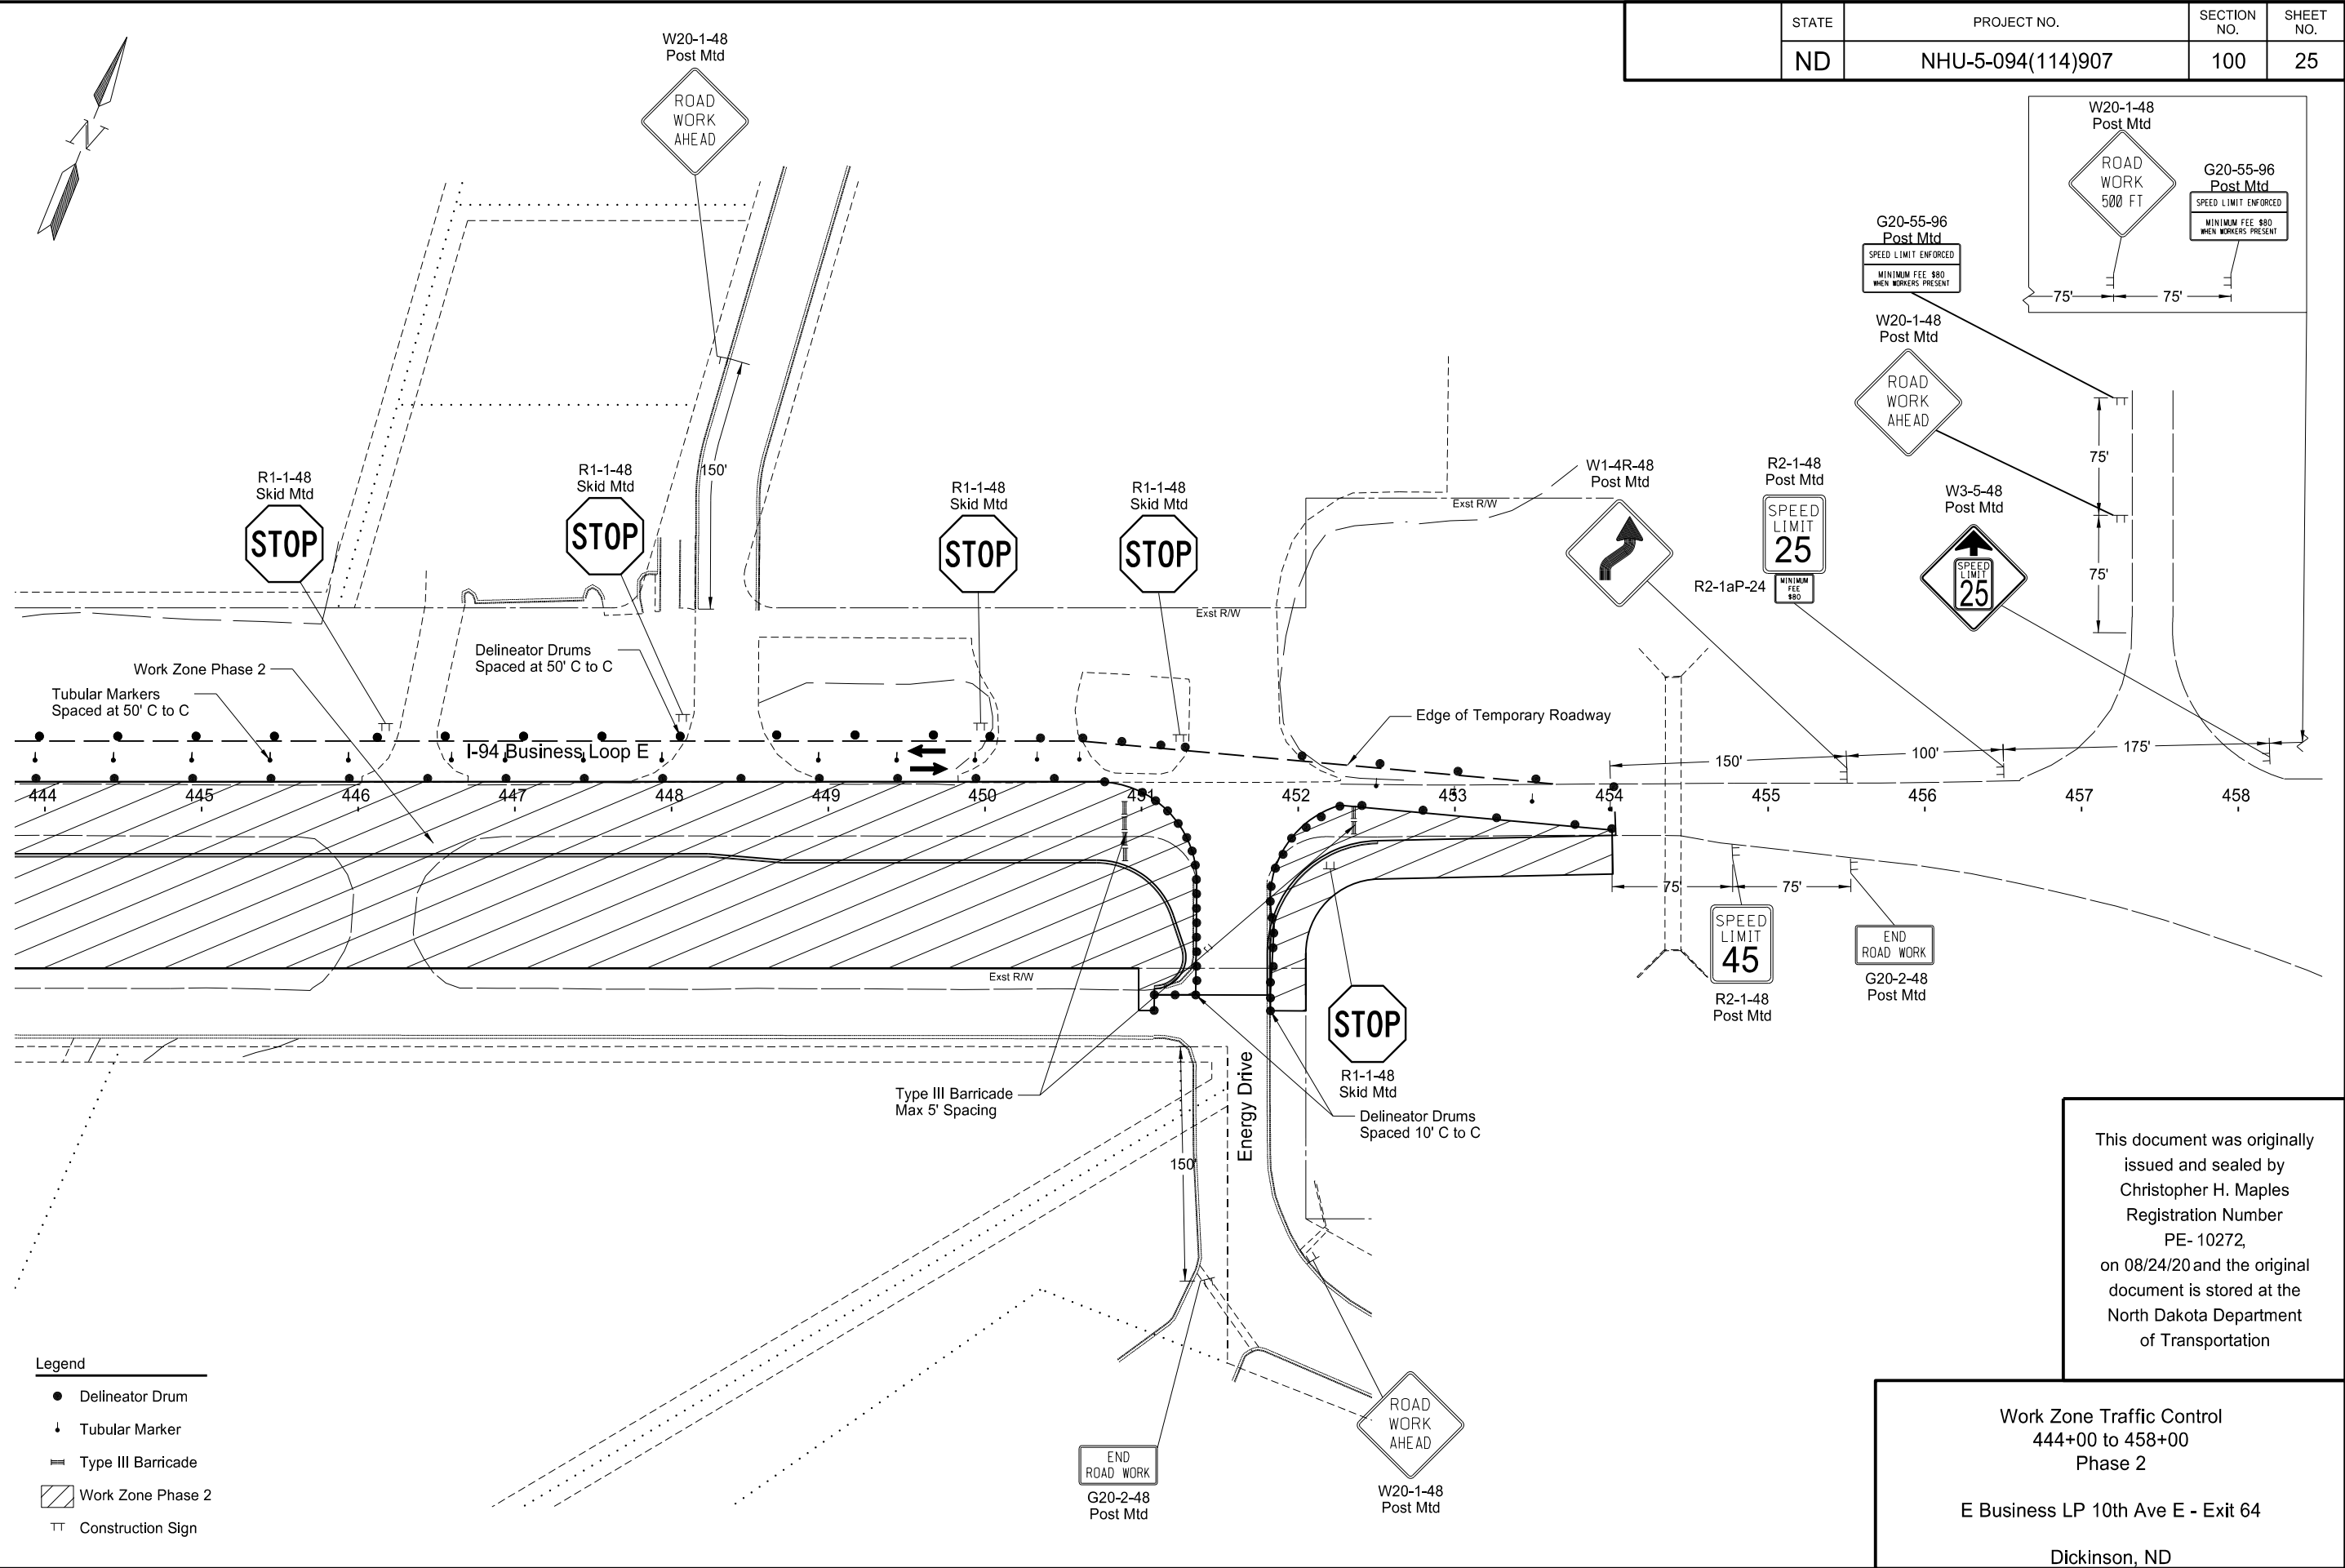 STATE
PROJECT NO.
SECTION NO.
SHEET NO.
ND
NHU-5-094(114)907
100
25
N
W20-1-48
Post Mtd
ROAD
WORK
AHEAD
W20-1-48
Post Mtd
ROAD
WORK
500 FT
G20-55-96
Post Mtd
SPEED LIMIT ENFORCED
MINIMUM FEE $80
WHEN WORKERS PRESENT
75'
75'
G20-55-96
Post Mtd
SPEED LIMIT ENFORCED
MINIMUM FEE $80
WHEN WORKERS PRESENT
W20-1-48
Post Mtd
ROAD
WORK
AHEAD
75'
75'
R1-1-48
Skid Mtd
STOP
R1-1-48
Skid Mtd
STOP
150'
R1-1-48
Skid Mtd
STOP
R1-1-48
Skid Mtd
STOP
Exst R/W
W1-4R-48
Post Mtd
R2-1-48
Post Mtd
SPEED
LIMIT
25
R2-1aP-24
MINIMUM
FEE
$80
W3-5-48
Post Mtd
SPEED
LIMIT
25
Exst R/W
Work Zone Phase 2
Tubular Markers
Spaced at 50' C to C
Delineator Drums
Spaced at 50' C to C
Edge of Temporary Roadway
I-94 Business Loop E
150'
100'
175'
444
445
446
447
448
449
450
451
452
453
454
455
456
457
458
75'
75'
SPEED
LIMIT
45
R2-1-48
Post Mtd
END
ROAD WORK
G20-2-48
Post Mtd
Exst R/W
STOP
R1-1-48
Skid Mtd
Type III Barricade
Max 5' Spacing
Energy Drive
Delineator Drums
Spaced 10' C to C
150'
END
ROAD WORK
G20-2-48
Post Mtd
ROAD
WORK
AHEAD
W20-1-48
Post Mtd
Legend
Delineator Drum
Tubular Marker
Type III Barricade
Work Zone Phase 2
Construction Sign
This document was originally
issued and sealed by
Christopher H. Maples
Registration Number
PE- 10272,
on 08/24/20 and the original
document is stored at the
North Dakota Department
of Transportation
Work Zone Traffic Control
444+00 to 458+00
Phase 2
E Business LP 10th Ave E - Exit 64
Dickinson, ND